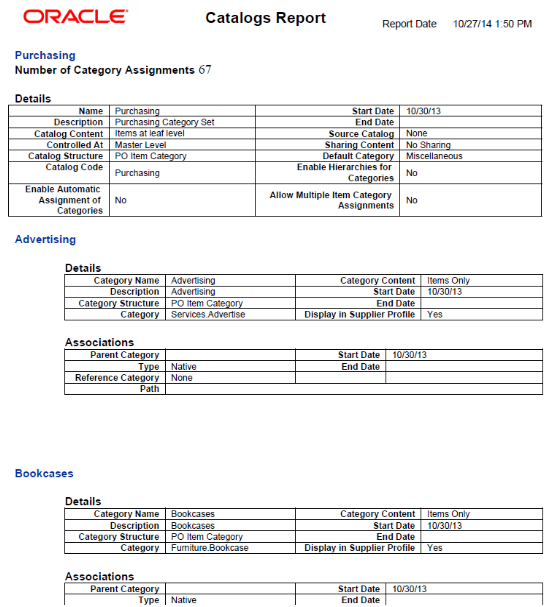 ORACLE Catalogs Report Report Date 10/27/14 1:50 PM
Purchasing
Number of Category Assignments 67
Details
Name Purchasing Start Date 10/30/13
Description Purchasing Category Set End Date
Catalog Content Items at leaf level Source Catalog None
Controlled At Master Level Sharing Content No Sharing
Catalog Structure PO Item Category Default Category Miscellaneous
Catalog Code Purchasing Enable Hierarchies for Categories No
Enable Automatic Assignment of Categories No Allow Multiple Item Category Assignments No
Advertising
Details
Category Name Advertising Category Content Items Only
Description Advertising Start Date 10/30/13
Category Structure PO Item Category End Date
Category Services.Advertise Display in Supplier Profile Yes
Associations
Parent Category Start Date 10/30/13
Type Native End Date
Reference Category None
Path
Bookcases
Details
Category Name Bookcases Category Content Items Only
Description Bookcases Start Date 10/30/13
Category Structure PO Item Category End Date
Category Furniture.Bookcase Display in Supplier Profile Yes
Associations
Parent Category Start Date 10/30/13
Type Native End Date